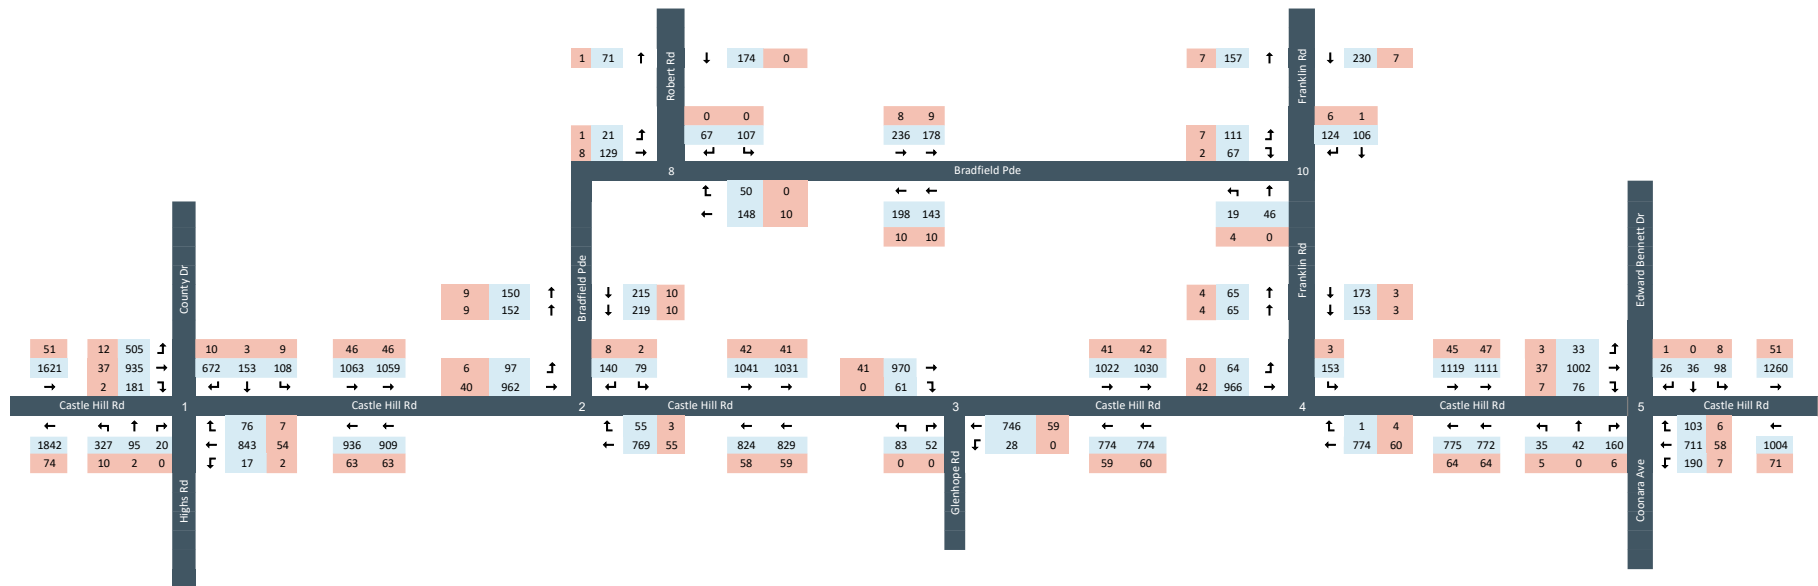 1 71 ↑ ↓ 174 0 7 157 ↑ ↓ 230 7
Robert Rd
Franklin Rd
0 0 8 9 6 1
1 21 67 107 236 178 7 111 124 106
8 129 → → → 2 67 ↓
8 Bradfield Pde 10
50 0 ← ← ↑
← 148 10 198 143 19 46
10 10 4 0
County Dr
Bradfield Pde
Franklin Rd
Edward Bennett Dr
9 150 ↑ ↓ 215 10 4 65 ↑ ↓ 173 3
9 152 ↑ ↓ 219 10 4 65 ↑ ↓ 153 3
51 12 505 10 3 9 46 46 6 97 8 2 42 41 41 970 → 41 42 0 64 3 45 47 3 33 1 0 8 51
1621 37 935 → 672 153 108 1063 1059 40 962 → 140 79 1041 1031 0 61 1022 1030 42 966 → 153 1119 1111 37 1002 → 26 36 98 1260
→ 2 181 ↓ → → → → → → → → 7 76 ↓ →
Castle Hill Rd 1 Castle Hill Rd 2 Castle Hill Rd 3 Castle Hill Rd 4 Castle Hill Rd 5 Castle Hill Rd
← ↑ 76 7 ← ← 55 3 ← ← ← 746 59 ← ← 1 4 ← ← ↑ 103 6 ←
1842 327 95 20 ← 843 54 936 909 ← 769 55 824 829 83 52 28 0 774 774 ← 774 60 775 772 35 42 160 ← 711 58 1004
74 10 2 0 17 2 63 63 58 59 0 0 59 60 64 64 5 0 6 190 7 71
Highs Rd
Glenhope Rd
Coonara Ave